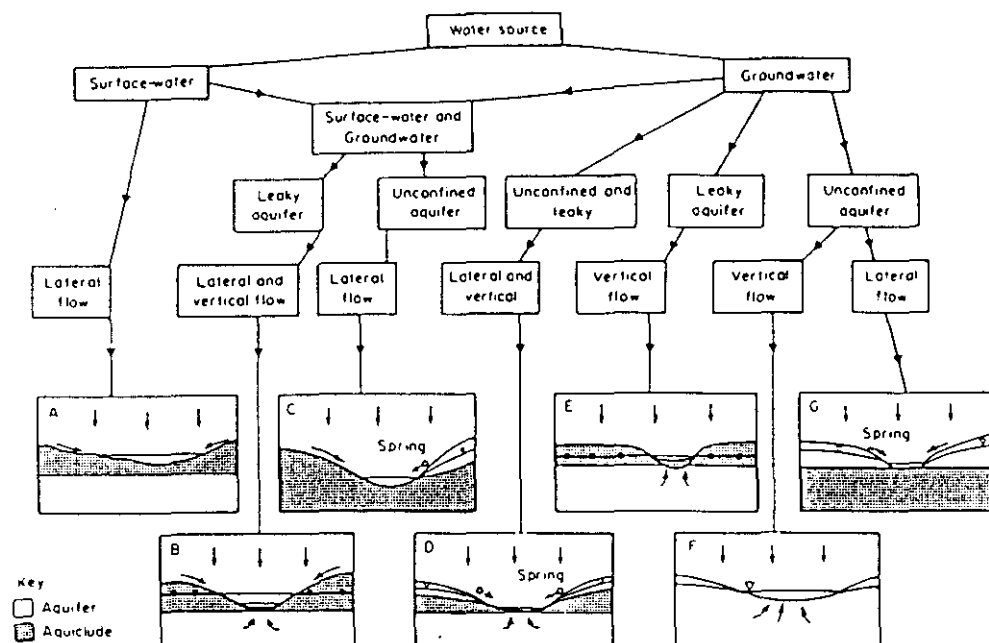 Water source
Surface-water
Groundwater
Surface-water and
Groundwater
Leaky
aquifer
Unconfined
aquifer
Unconfined and
leaky
Leaky
aquifer
Unconfined
aquifer
Lateral
flow
Lateral and
vertical flow
Lateral
flow
Lateral and
vertical
Vertical
flow
Vertical
flow
Lateral
flow
A
C
Spring
E
G
Spring
B
D
Spring
F
Key
Aquifer
Aquiclude